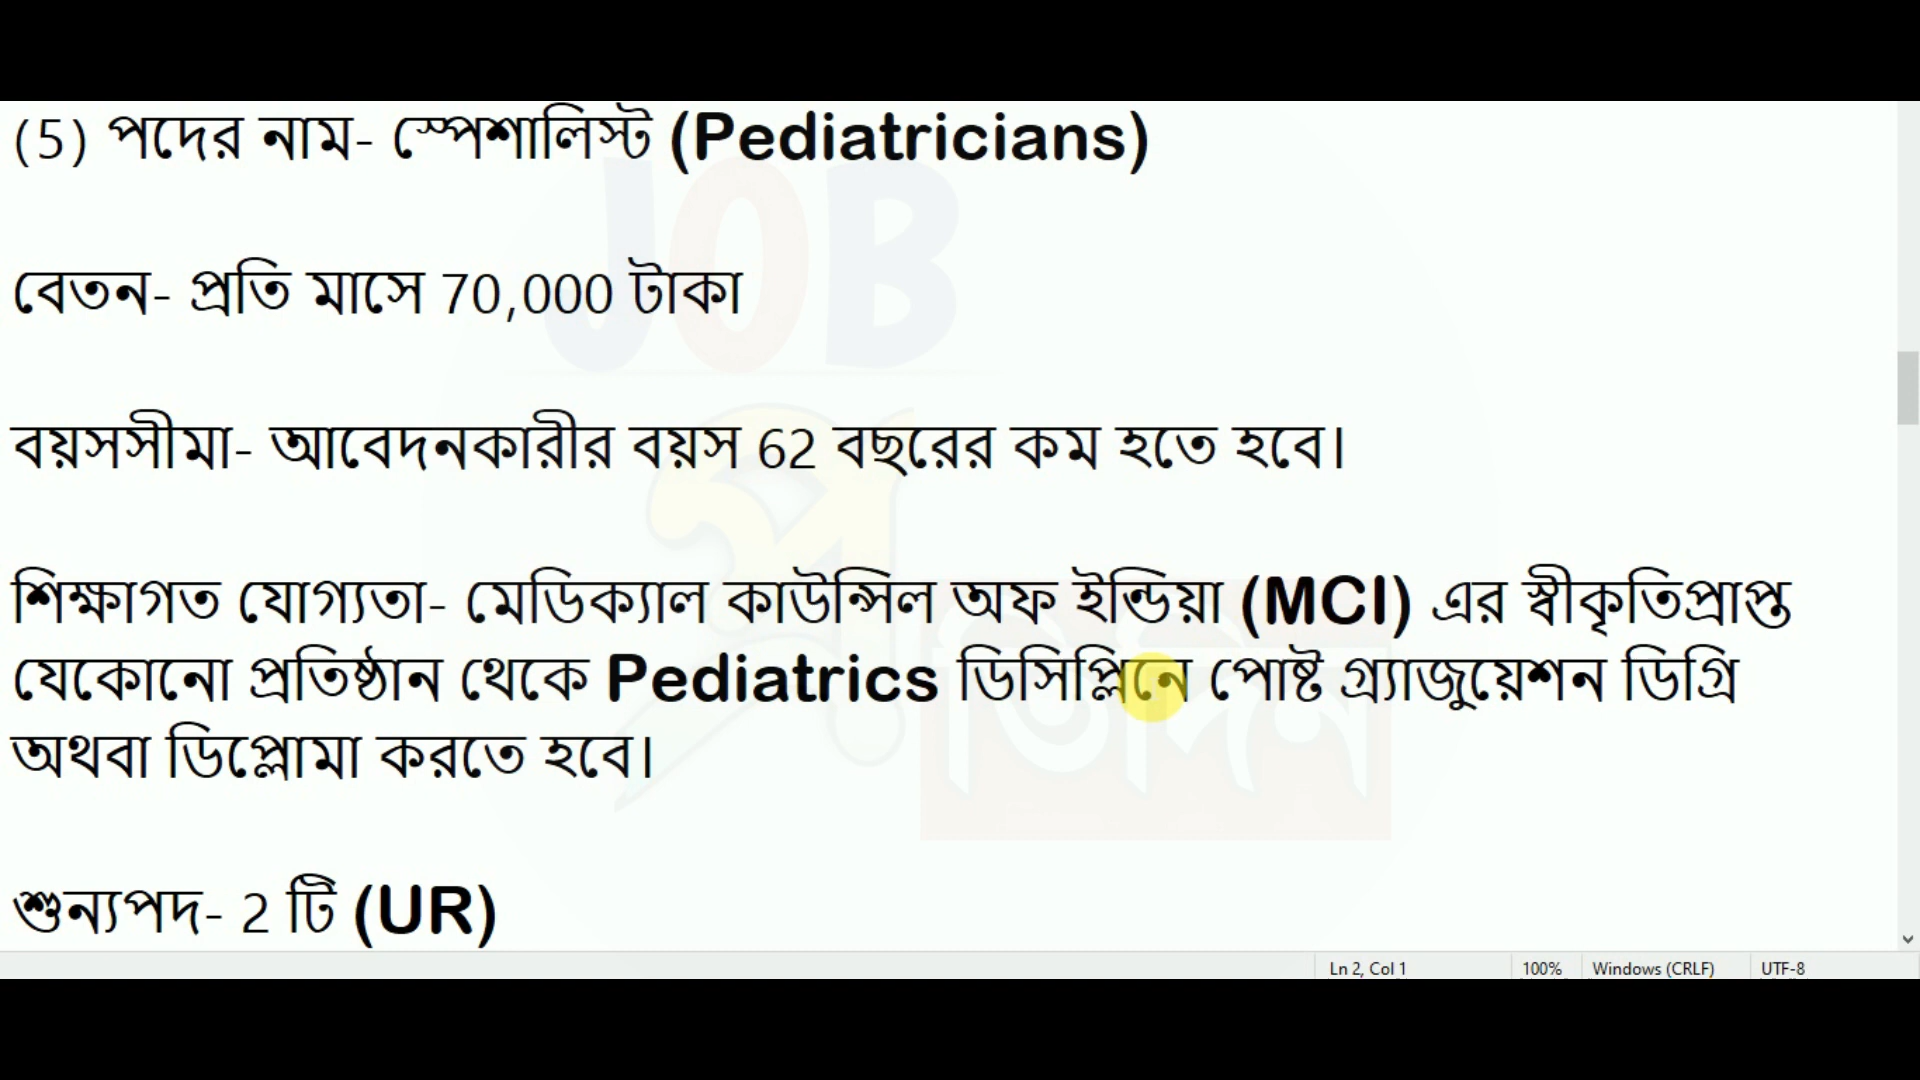 (5) পদের নাম- স্পেশালিস্ট (Pediatricians)
বেতন- প্রতি মাসে 70,000 টাকা
বয়সসীমা- আবেদনকারীর বয়স 62 বছরের কম হতে হবে।
শিক্ষাগত যোগ্যতা- মেডিক্যাল কাউন্সিল অফ ইন্ডিয়া (MCI) এর স্বীকৃতিপ্রাপ্ত
যেকোনো প্রতিষ্ঠান থেকে Pediatrics ডিসিপ্লিনে পোষ্ট গ্র্যাজুয়েশন ডিগ্রি
অথবা ডিপ্লোমা করতে হবে।
শুন্যপদ- 2 টি (UR)
JOB
প্রতিদিন
Ln 2, Col 1 100% Windows (CRLF) UTF-8